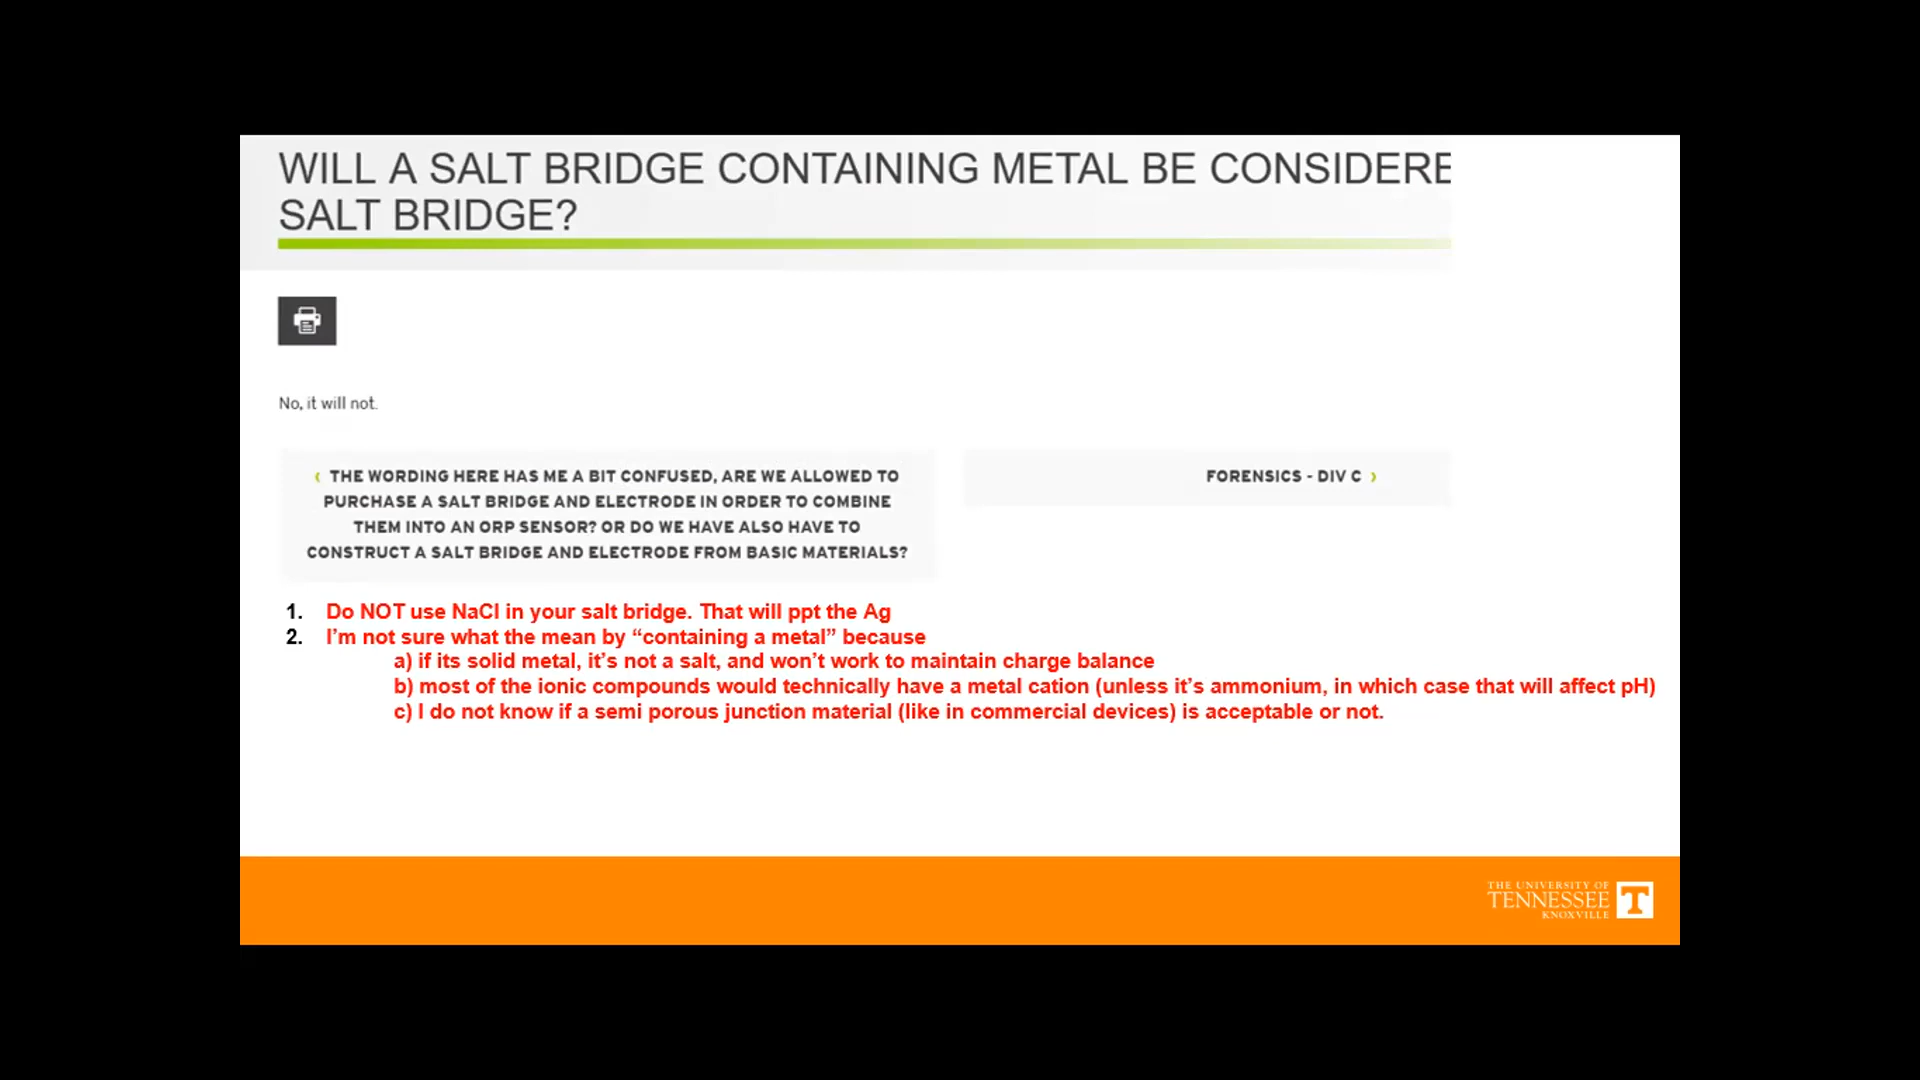 WILL A SALT BRIDGE CONTAINING METAL BE CONSIDERE
SALT BRIDGE?
No, it will not.
‹ THE WORDING HERE HAS ME A BIT CONFUSED, ARE WE ALLOWED TO
PURCHASE A SALT BRIDGE AND ELECTRODE IN ORDER TO COMBINE
THEM INTO AN ORP SENSOR? OR DO WE HAVE ALSO HAVE TO
CONSTRUCT A SALT BRIDGE AND ELECTRODE FROM BASIC MATERIALS?
FORENSICS - DIV C ›
1. Do NOT use NaCl in your salt bridge. That will ppt the Ag
2. I'm not sure what the mean by “containing a metal” because
a) if its solid metal, it's not a salt, and won't work to maintain charge balance
b) most of the ionic compounds would technically have a metal cation (unless it's ammonium, in which case that will affect pH)
c) I do not know if a semi porous junction material (like in commercial devices) is acceptable or not.
THE UNIVERSITY OF
TENNESSEE
KNOXVILLE
T